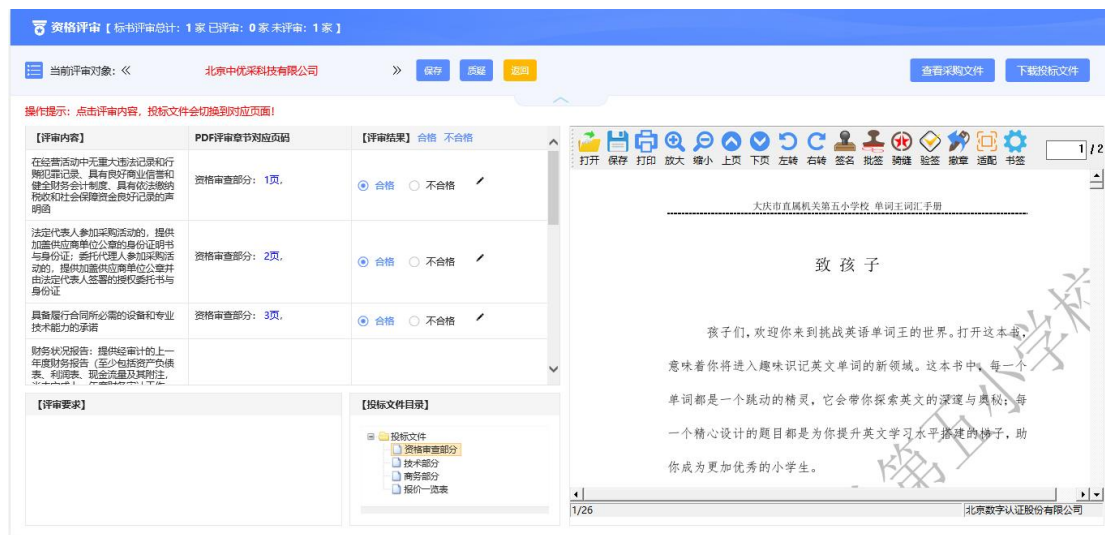 资格评审【 标书评审总计：1 家 已评审：0 家 未评审：1 家 】
当前评审对象：≪ 北京中优采科技有限公司 ≫ 保存 质疑 返回 查看采购文件 下载投标文件
操作提示：点击评审内容，投标文件会切换到对应页面!
【评审内容】 PDF评审章节对应页码 【评审结果】 合格 不合格
在经营活动中无重大违法记录和行
贿犯罪记录、具有良好商业信誉和
健全财务会计制度、具有依法缴纳
税收和社会保障资金良好记录的声
明函
资格审查部分：1页,
合格 不合格
法定代表人参加采购活动的，提供
加盖供应商单位公章的身份证明书
与身份证；委托代理人参加采购活
动的，提供加盖供应商单位公章并
由法定代表人签署的授权委托书与
身份证
资格审查部分：2页,
合格 不合格
具备履行合同所必需的设备和专业
技术能力的承诺
资格审查部分：3页,
合格 不合格
财务状况报告：提供经审计的上一
年度财务报告（至少包括资产负债
表、利润表、现金流量及其附注，
【评审要求】
【投标文件目录】
投标文件
资格审查部分
技术部分
商务部分
报价一览表
打开 保存 打印 放大 缩小 上页 下页 左转 右转 签名 批签 骑缝 验签 撤章 适配 书签
1 / 2
大庆市直属机关第五小学校 单词王词汇手册
致 孩 子
孩子们，欢迎你来到挑战英语单词王的世界。打开这本书，
意味着你将进入趣味识记英文单词的新领域。这本书中，每一个
单词都是一个跳动的精灵，它会带你探索英文的深邃与奥秘；每
一个精心设计的题目都是为你提升英文学习水平搭建的梯子，助
你成为更加优秀的小学生。
第五小学校
1/26
北京数字认证股份有限公司